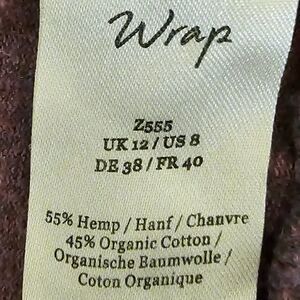 Wrap
Z555
UK 12 / US 8
DE 38 / FR 40
55% Hemp / Hanf / Chanvre
45% Organic Cotton /
Organische Baumwolle /
Coton Organique